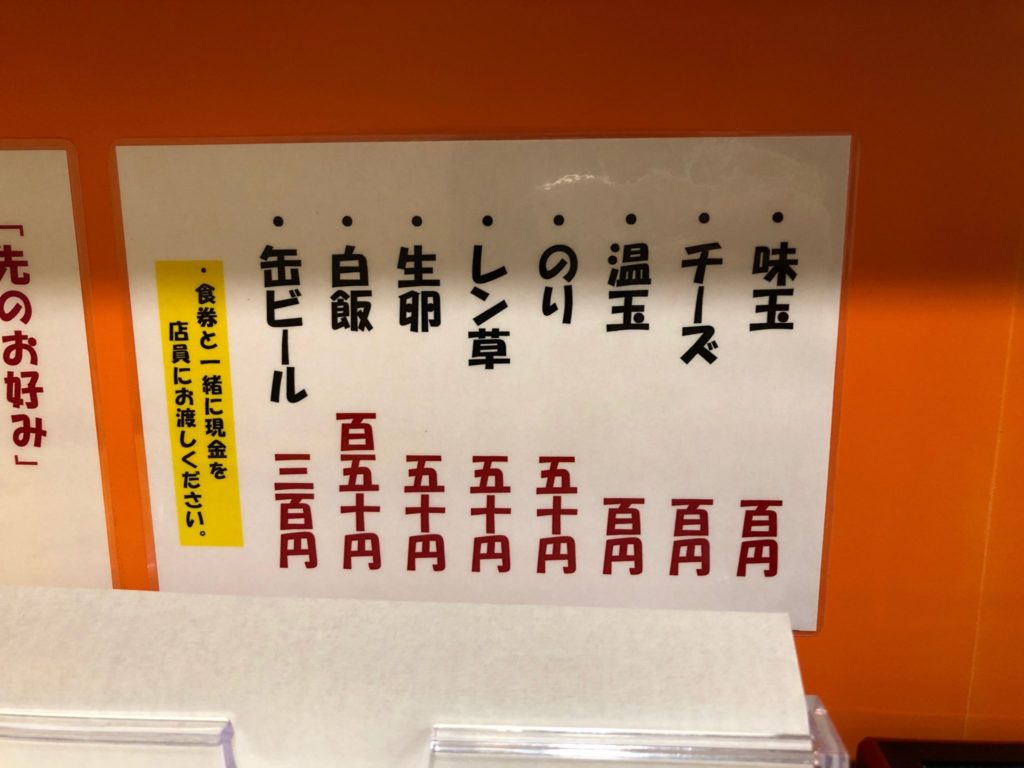 ・味玉 百円
・チーズ 百円
・温玉 百円
・のり 五十円
・レン草 五十円
・生卵 五十円
・白飯 百五十円
・缶ビール 三百円
・食券と一緒に現金を
店員にお渡しください。
「先のお好み」